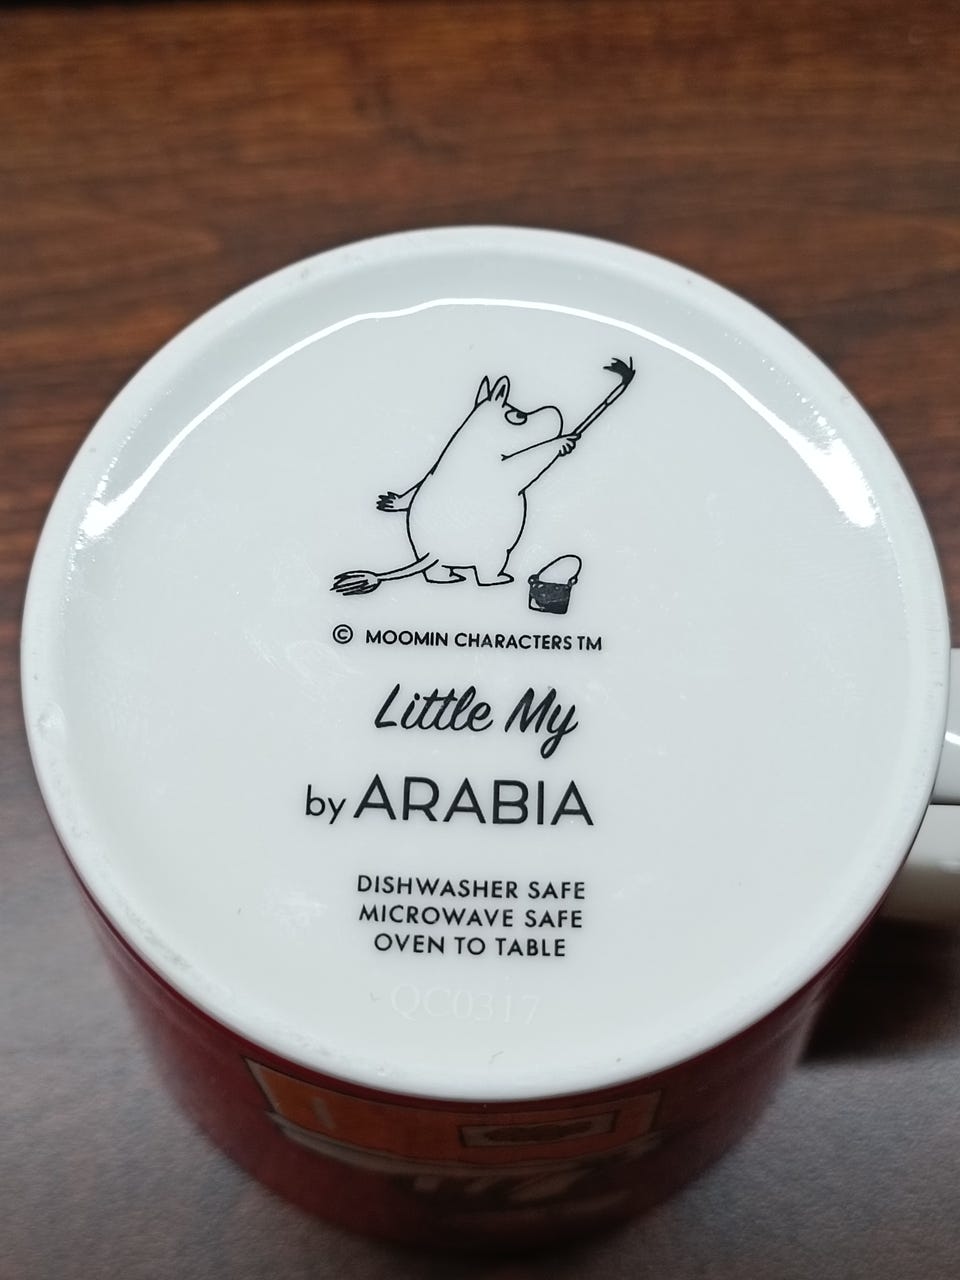 © MOOMIN CHARACTERS TM
Little My
by ARABIA
DISHWASHER SAFE
MICROWAVE SAFE
OVEN TO TABLE
QC0317